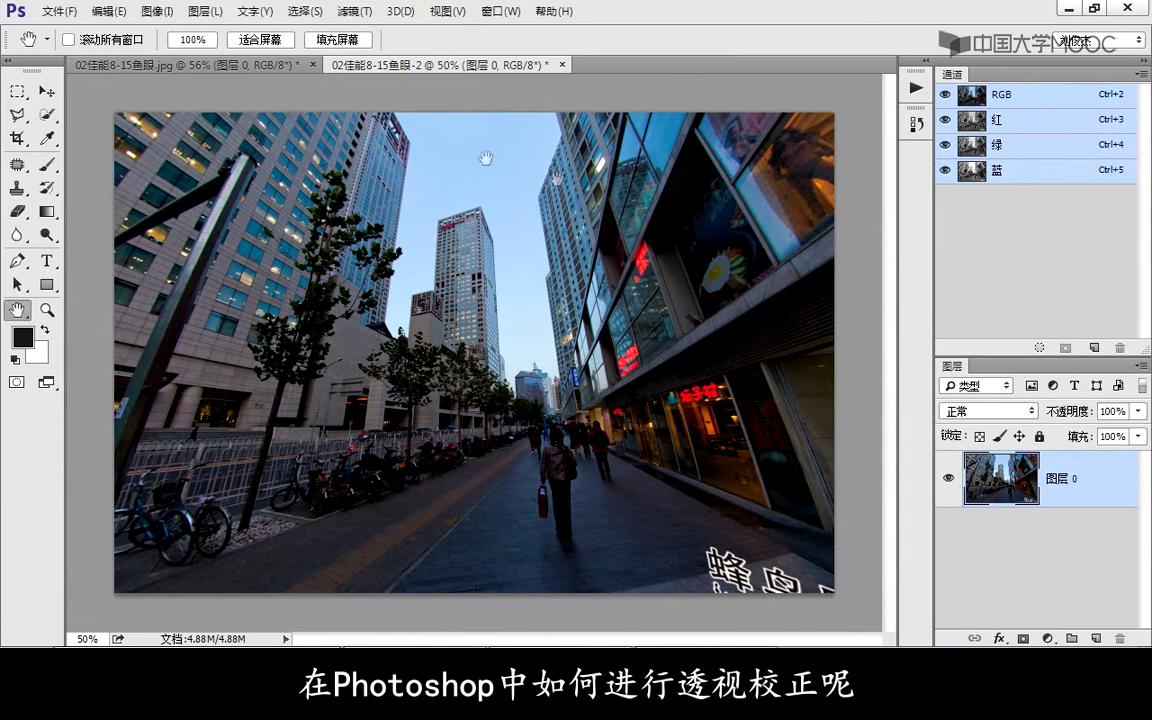 Ps 文件(F) 编辑(E) 图像(I) 图层(L) 文字(Y) 选择(S) 滤镜(T) 3D(D) 视图(V) 窗口(W) 帮助(H)
滚动所有窗口 100% 适合屏幕 填充屏幕
中国大学MOOC
02佳能8-15鱼眼.jpg @ 56% (图层 0, RGB/8*) * × 02佳能8-15鱼眼-2 @ 50% (图层 0, RGB/8*) * ×
通道
RGB Ctrl+2
红 Ctrl+3
绿 Ctrl+4
蓝 Ctrl+5
图层
类型
正常 不透明度: 100%
锁定: 填充: 100%
图层 0
蜂鸟
50% 文档:4.88M/4.88M
在Photoshop中如何进行透视校正呢